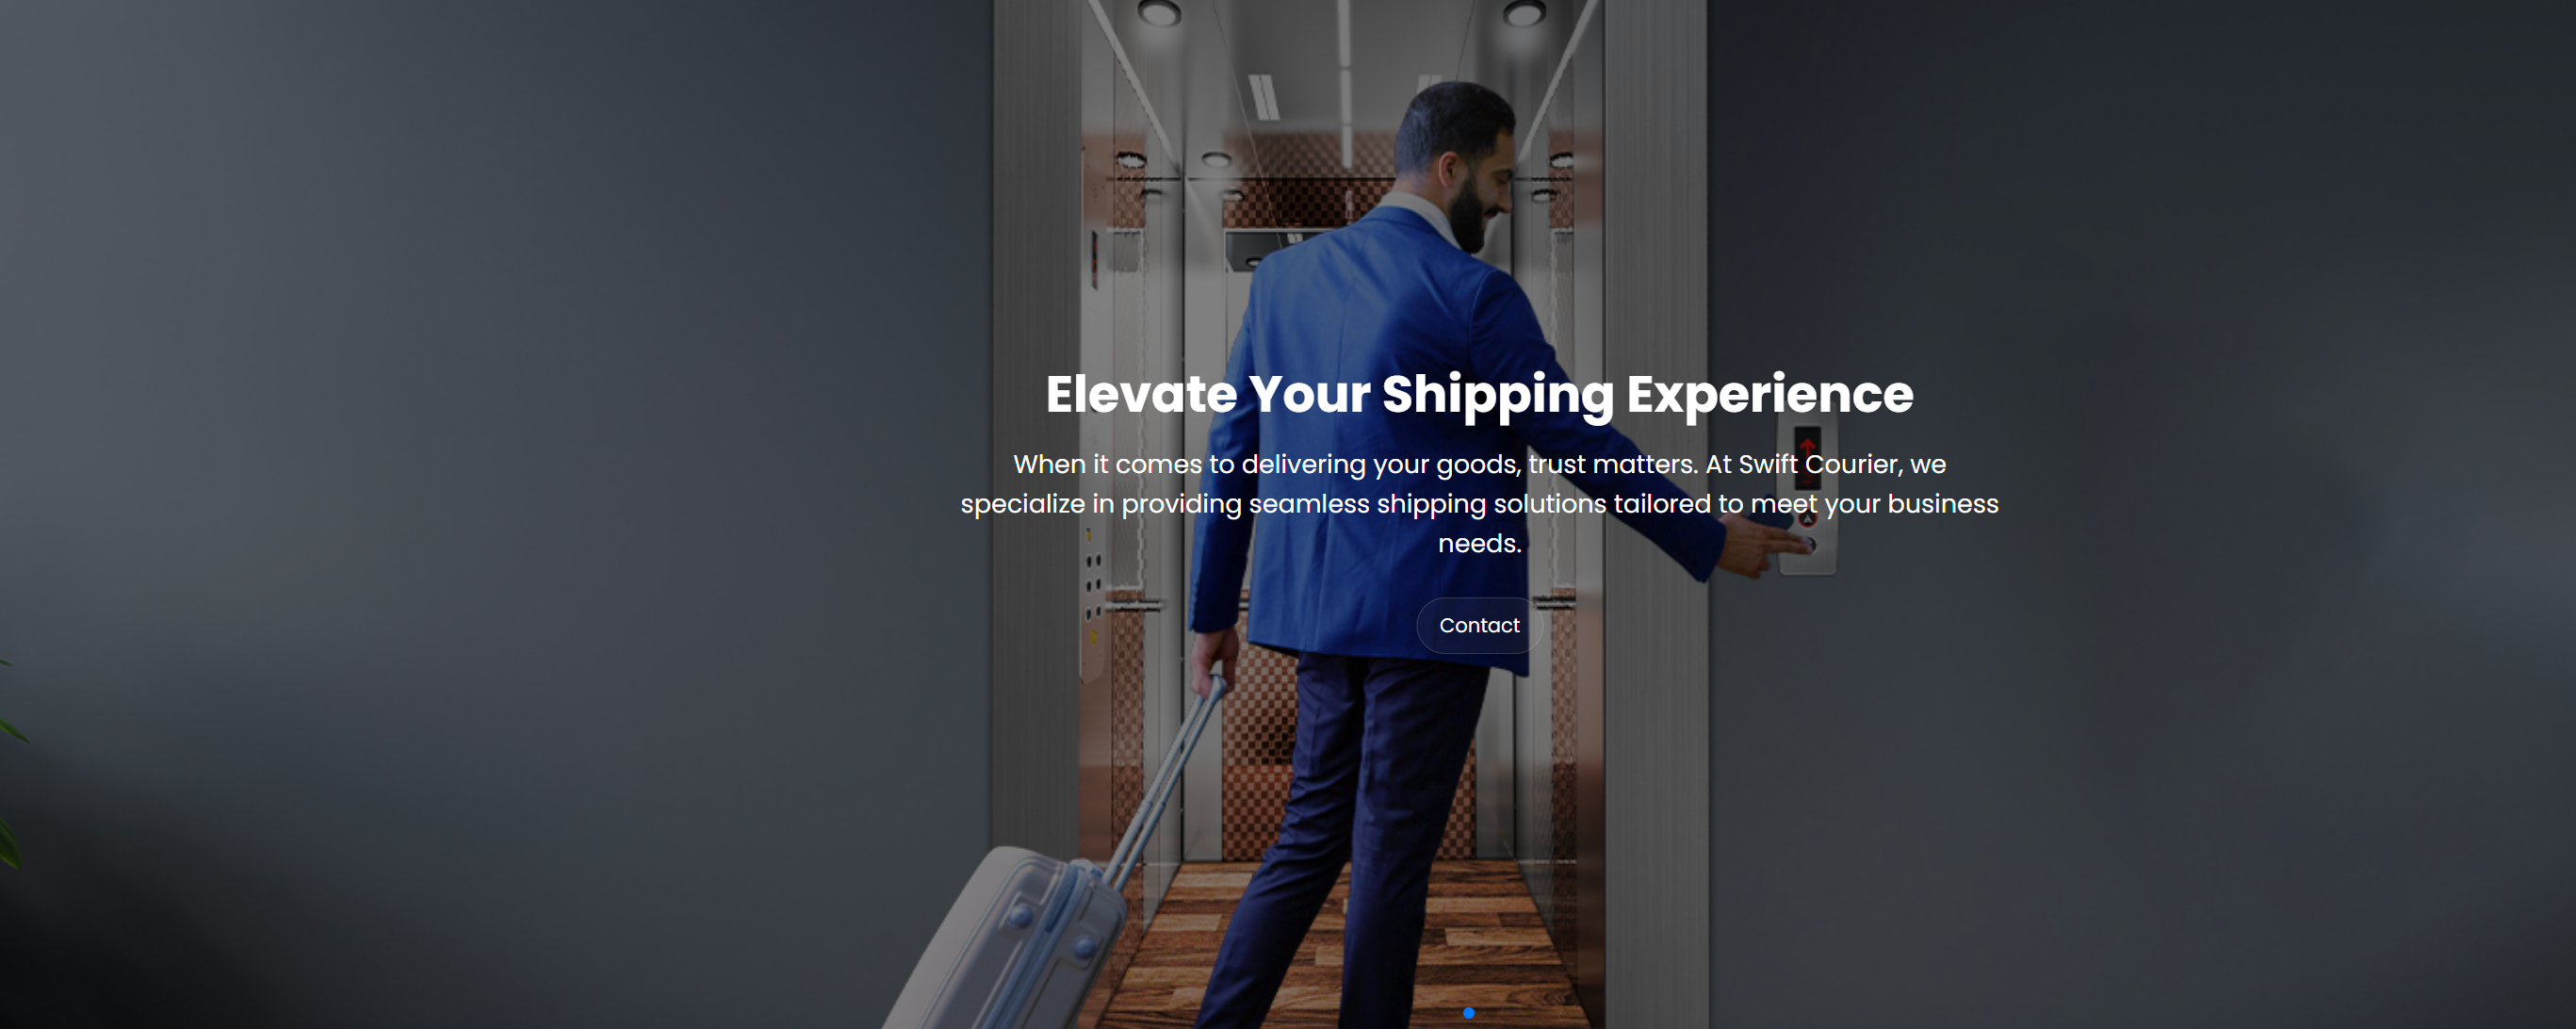 Elevate Your Shipping Experience
When it comes to delivering your goods, trust matters. At Swift Courier, we
specialize in providing seamless shipping solutions tailored to meet your business
needs.
Contact